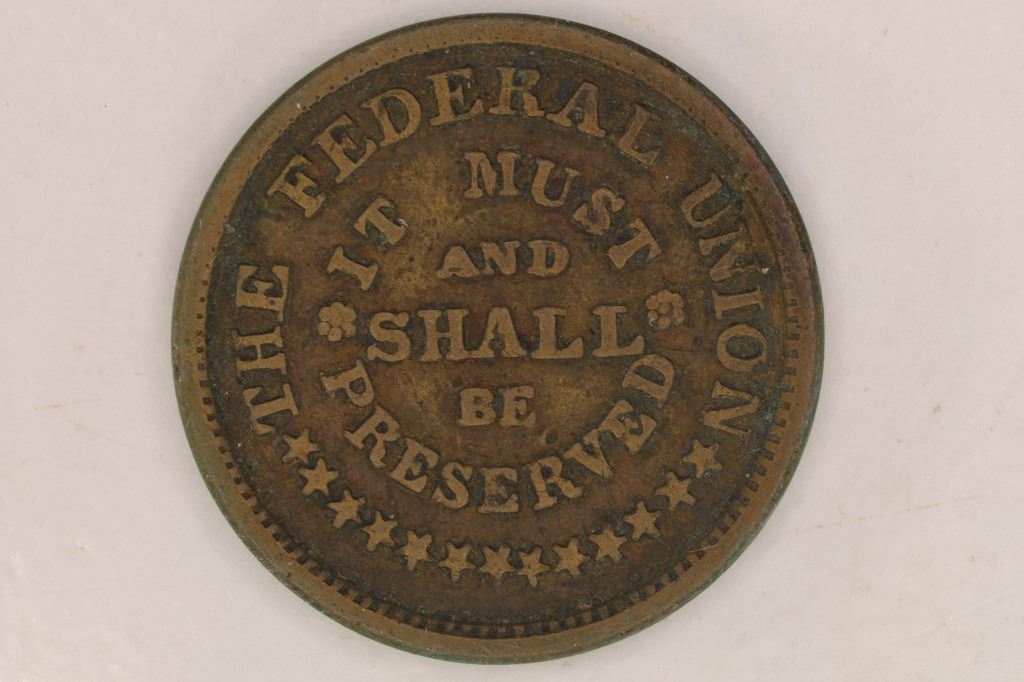 THE FEDERAL UNION
IT MUST
AND
SHALL
BE
PRESERVED